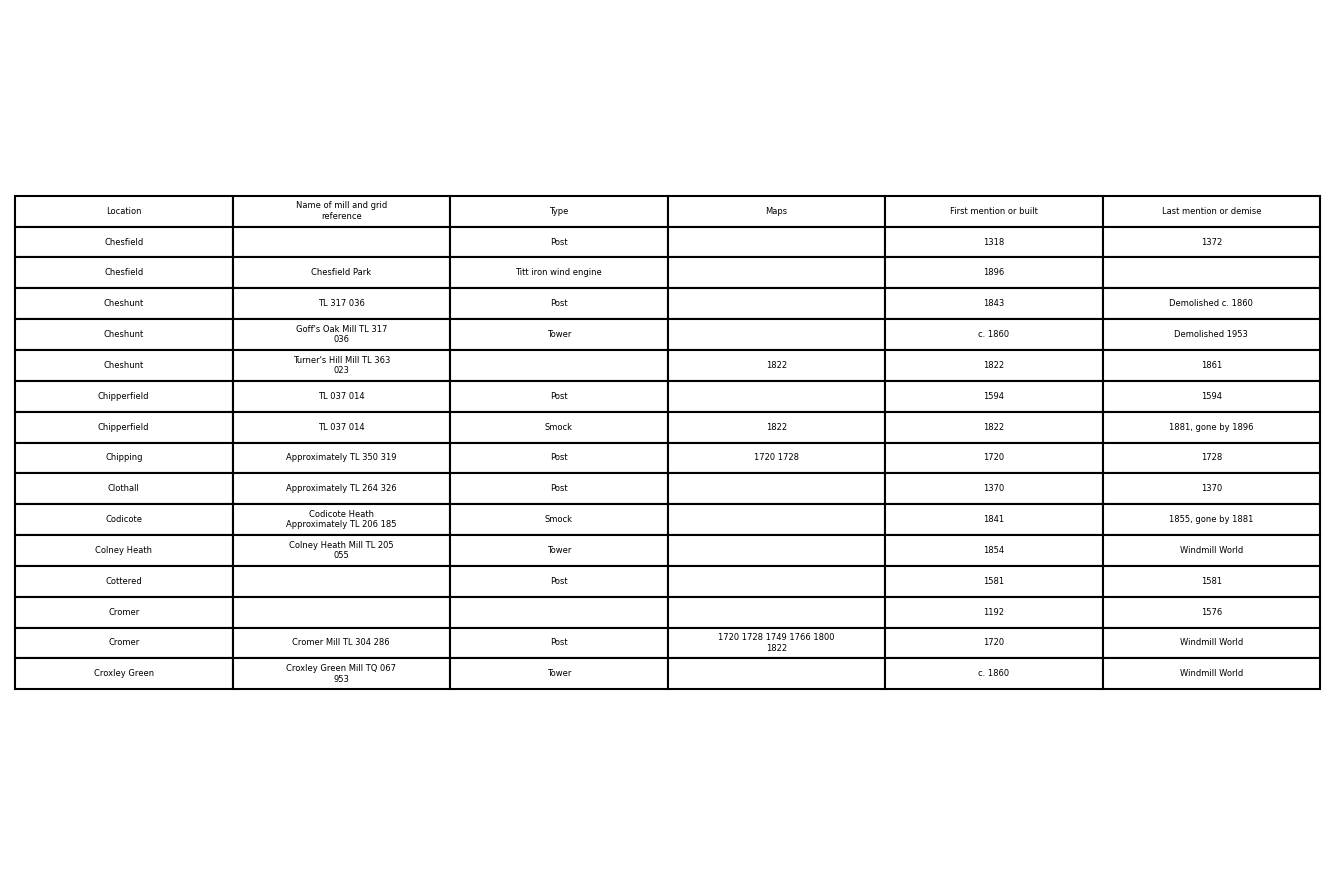 Location Name of mill and grid reference Type Maps First mention or built Last mention or demise
Chesfield Post 1318 1372
Chesfield Chesfield Park Titt iron wind engine 1896
Cheshunt TL 317 036 Post 1843 Demolished c. 1860
Cheshunt Goff's Oak Mill TL 317 036 Tower c. 1860 Demolished 1953
Cheshunt Turner's Hill Mill TL 363 023 1822 1822 1861
Chipperfield TL 037 014 Post 1594 1594
Chipperfield TL 037 014 Smock 1822 1822 1881, gone by 1896
Chipping Approximately TL 350 319 Post 1720 1728 1720 1728
Clothall Approximately TL 264 326 Post 1370 1370
Codicote Codicote Heath Approximately TL 206 185 Smock 1841 1855, gone by 1881
Colney Heath Colney Heath Mill TL 205 055 Tower 1854 Windmill World
Cottered Post 1581 1581
Cromer 1192 1576
Cromer Cromer Mill TL 304 286 Post 1720 1728 1749 1766 1800 1822 1720 Windmill World
Croxley Green Croxley Green Mill TQ 067 953 Tower c. 1860 Windmill World